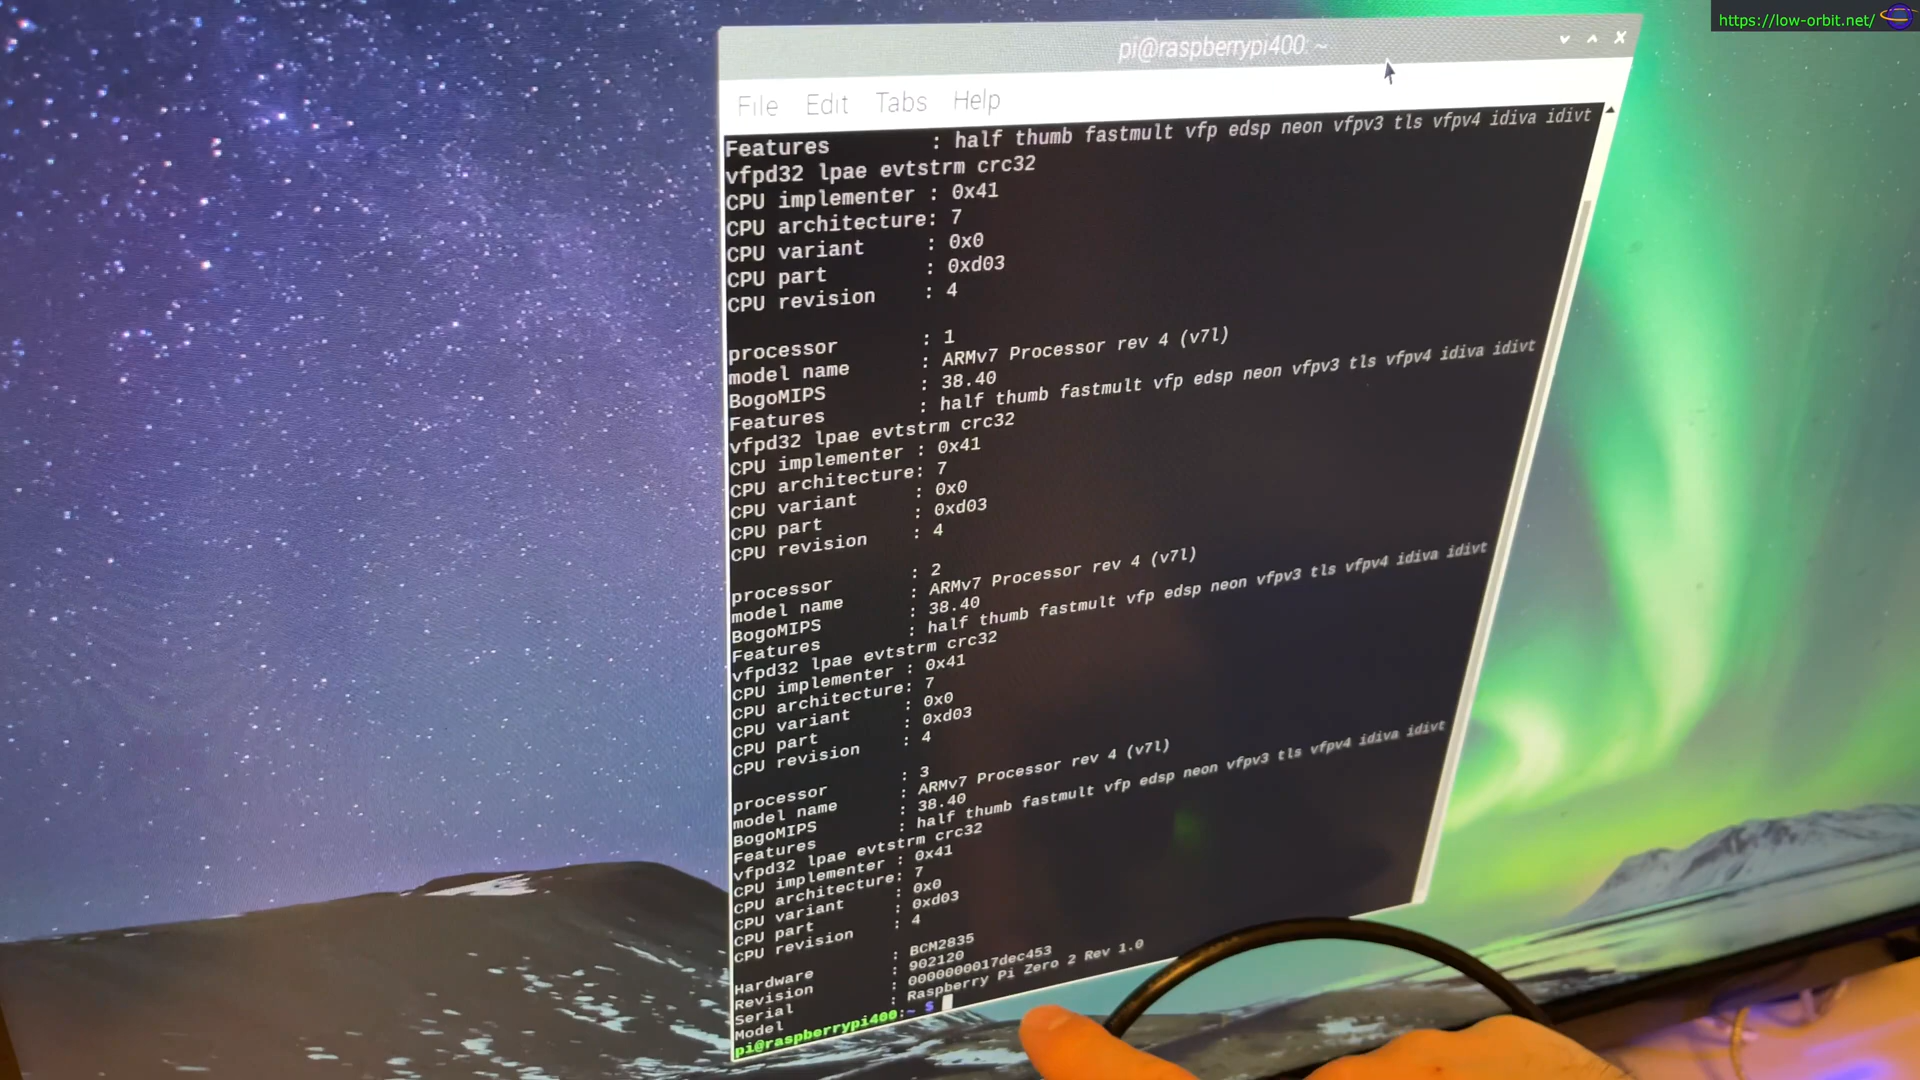 https://low-orbit.net/
pi@raspberrypi400: ~
File Edit Tabs Help
Features : half thumb fastmult vfp edsp neon vfpv3 tls vfpv4 idiva idivt
vfpd32 lpae evtstrm crc32
CPU implementer : 0x41
CPU architecture: 7
CPU variant : 0x0
CPU part : 0xd03
CPU revision : 4
processor : 1
model name : ARMv7 Processor rev 4 (v7l)
BogoMIPS : 38.40
Features : half thumb fastmult vfp edsp neon vfpv3 tls vfpv4 idiva idivt
vfpd32 lpae evtstrm crc32
CPU implementer : 0x41
CPU architecture: 7
CPU variant : 0x0
CPU part : 0xd03
CPU revision : 4
processor : 2
model name : ARMv7 Processor rev 4 (v7l)
BogoMIPS : 38.40
Features : half thumb fastmult vfp edsp neon vfpv3 tls vfpv4 idiva idivt
vfpd32 lpae evtstrm crc32
CPU implementer : 0x41
CPU architecture: 7
CPU variant : 0x0
CPU part : 0xd03
CPU revision : 4
processor : 3
model name : ARMv7 Processor rev 4 (v7l)
BogoMIPS : 38.40
Features : half thumb fastmult vfp edsp neon vfpv3 tls vfpv4 idiva idivt
vfpd32 lpae evtstrm crc32
CPU implementer : 0x41
CPU architecture: 7
CPU variant : 0x0
CPU part : 0xd03
CPU revision : 4
Hardware : BCM2835
Revision : 902120
Serial : 0000000017dec453
Model : Raspberry Pi Zero 2 Rev 1.0
pi@raspberrypi400:~ $